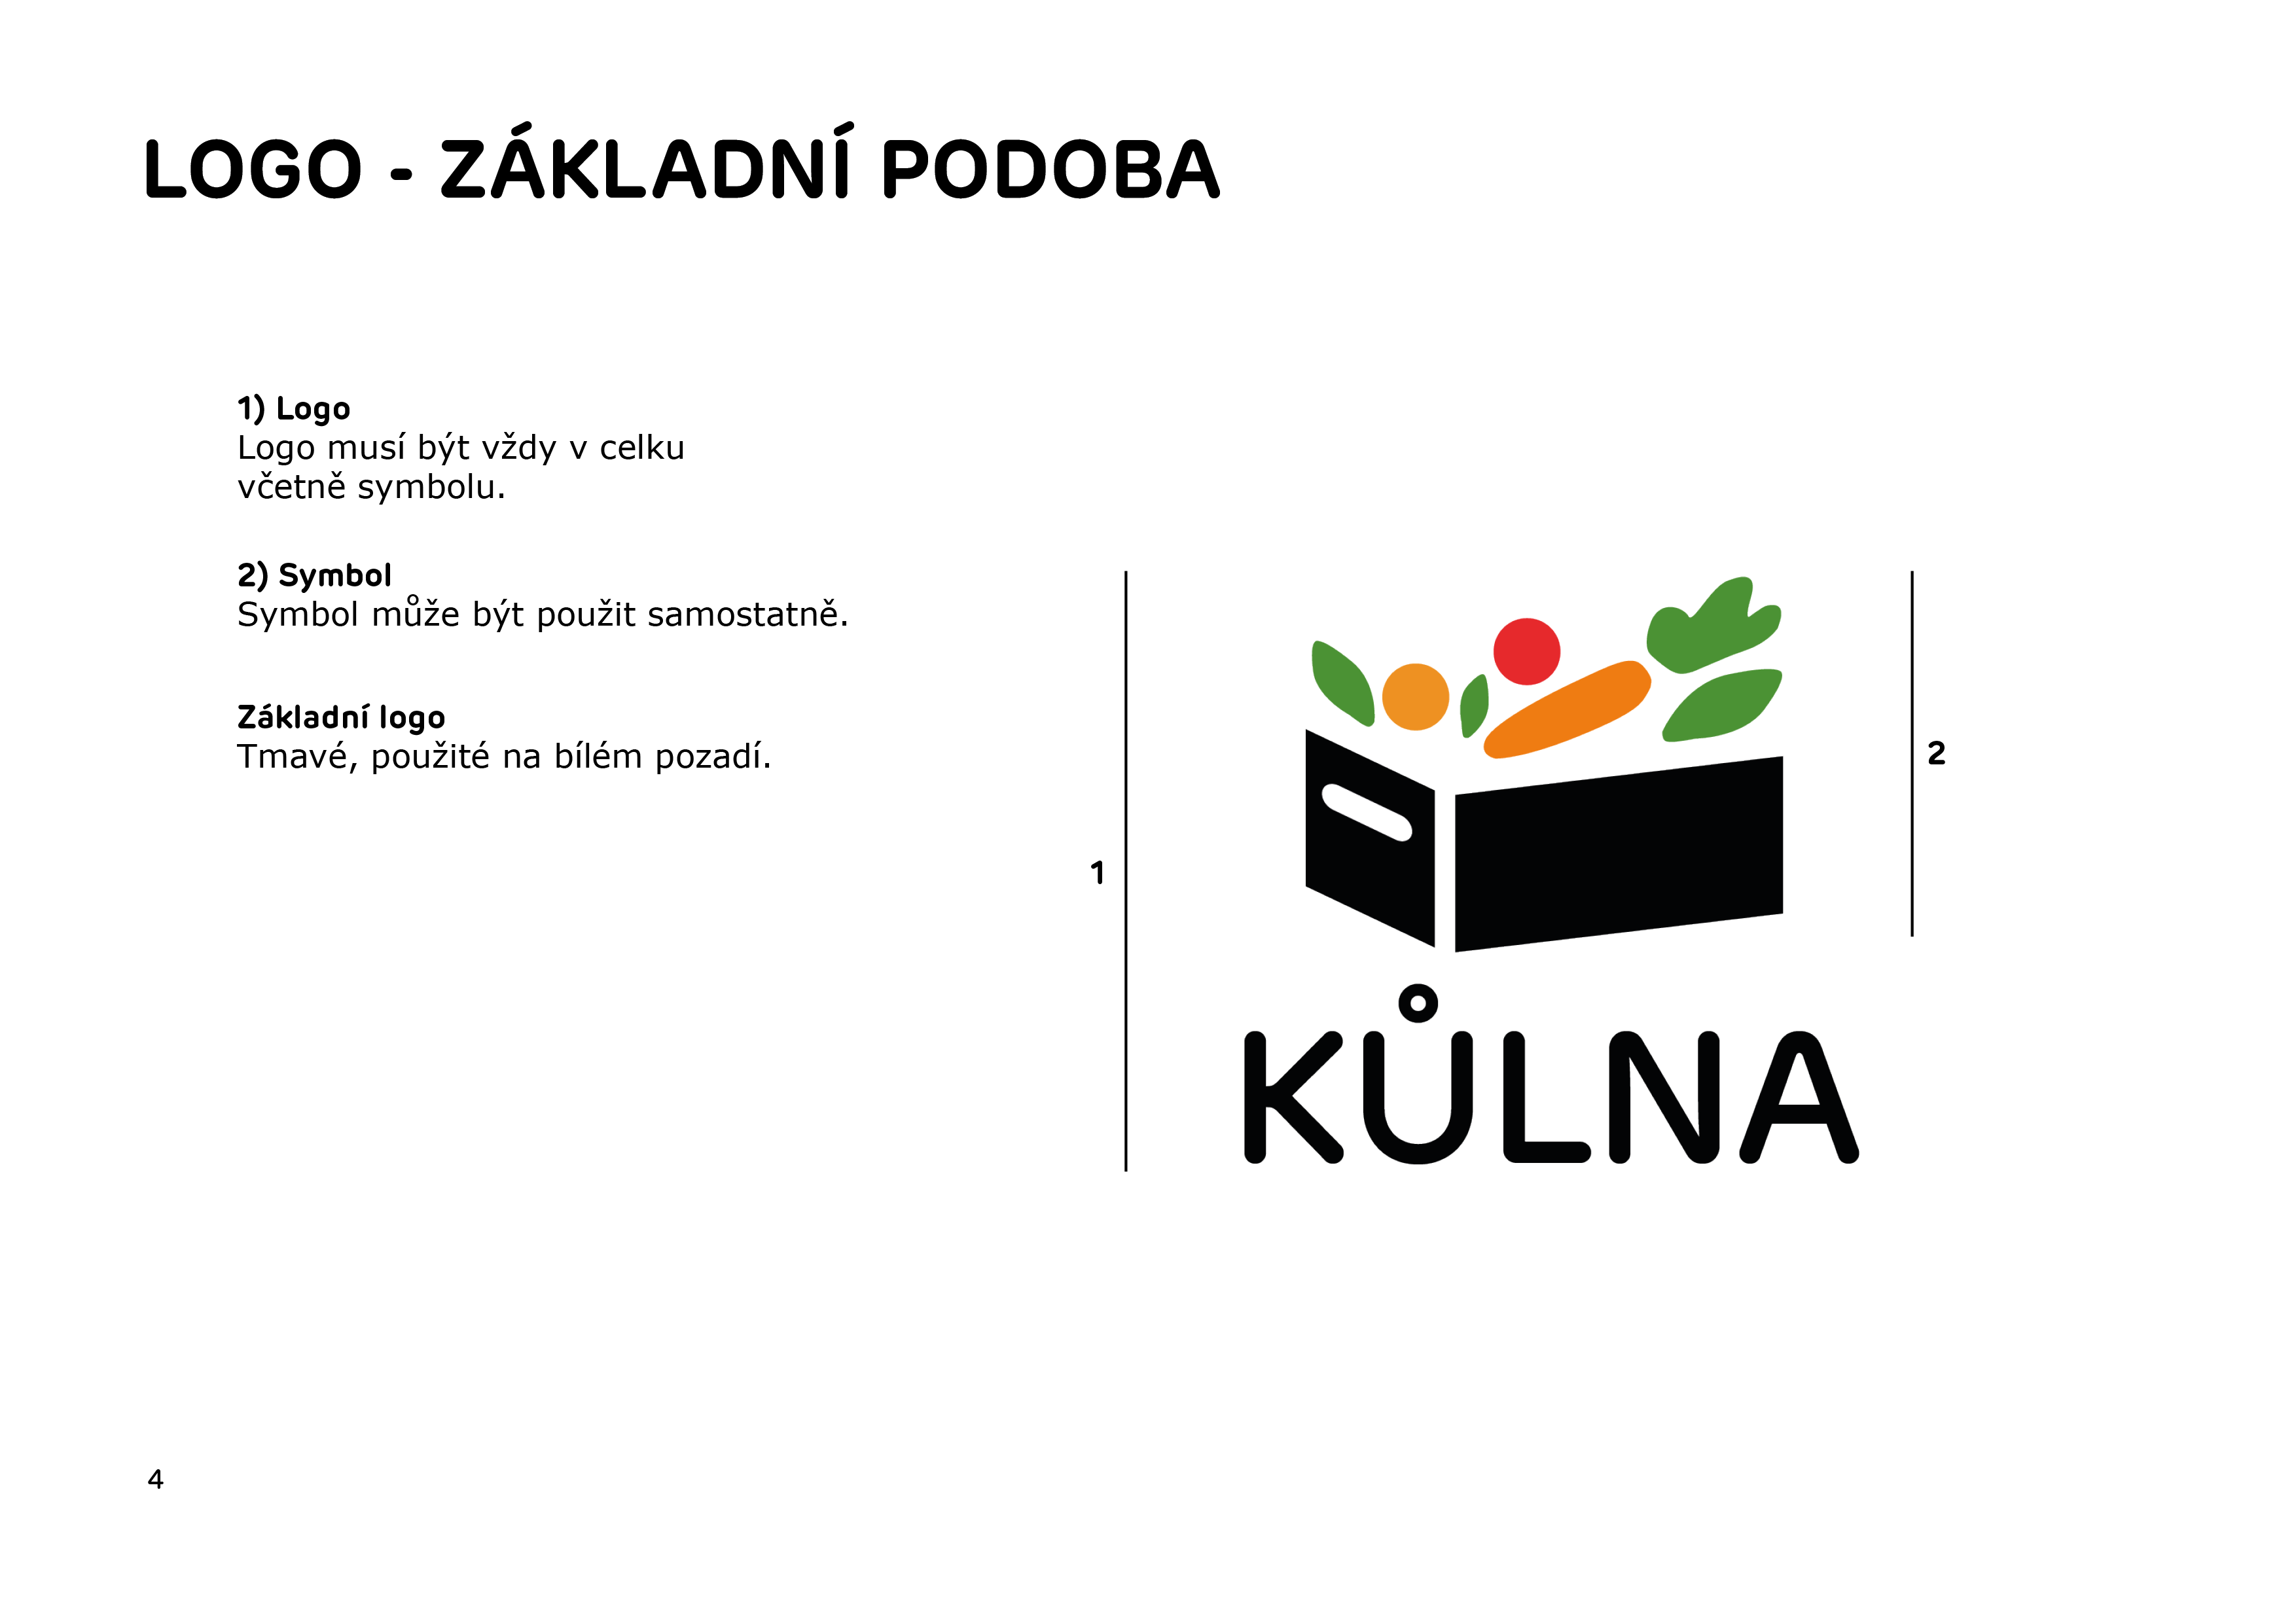 LOGO - ZÁKLADNÍ PODOBA
1) Logo
Logo musí být vždy v celku
včetně symbolu.
2) Symbol
Symbol může být použit samostatně.
Základní logo
Tmavé, použité na bílém pozadí.
1
2
KŮLNA
4